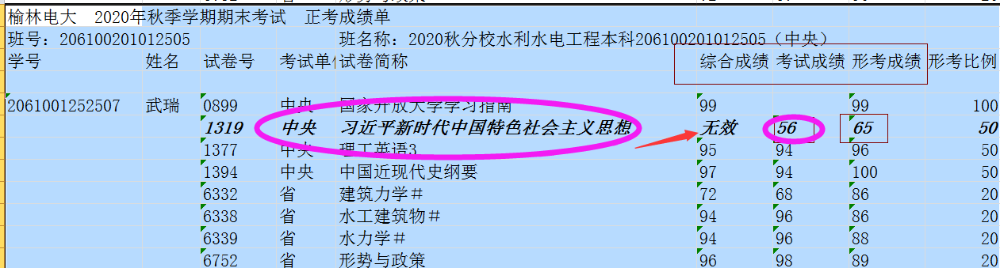 榆林电大 2020年秋季学期期末考试 正考成绩单
班号：206100201012505 班名称：2020秋分校水利水电工程本科206100201012505（中央）
学号 姓名 试卷号 考试单 试卷简称 综合成绩 考试成绩 形考成绩 形考比例
2061001252507 武瑞 0899 中央 国家开放大学学习指南 99 99 100
1319 中央 习近平新时代中国特色社会主义思想 无效 56 65 50
1377 中央 理工英语3 95 94 96 50
1394 中央 中国近现代史纲要 97 94 100 50
6332 省 建筑力学＃ 72 68 86 20
6338 省 水工建筑物＃ 94 96 86 20
6339 省 水力学＃ 94 96 88 20
6752 省 形势与政策 96 98 89 20